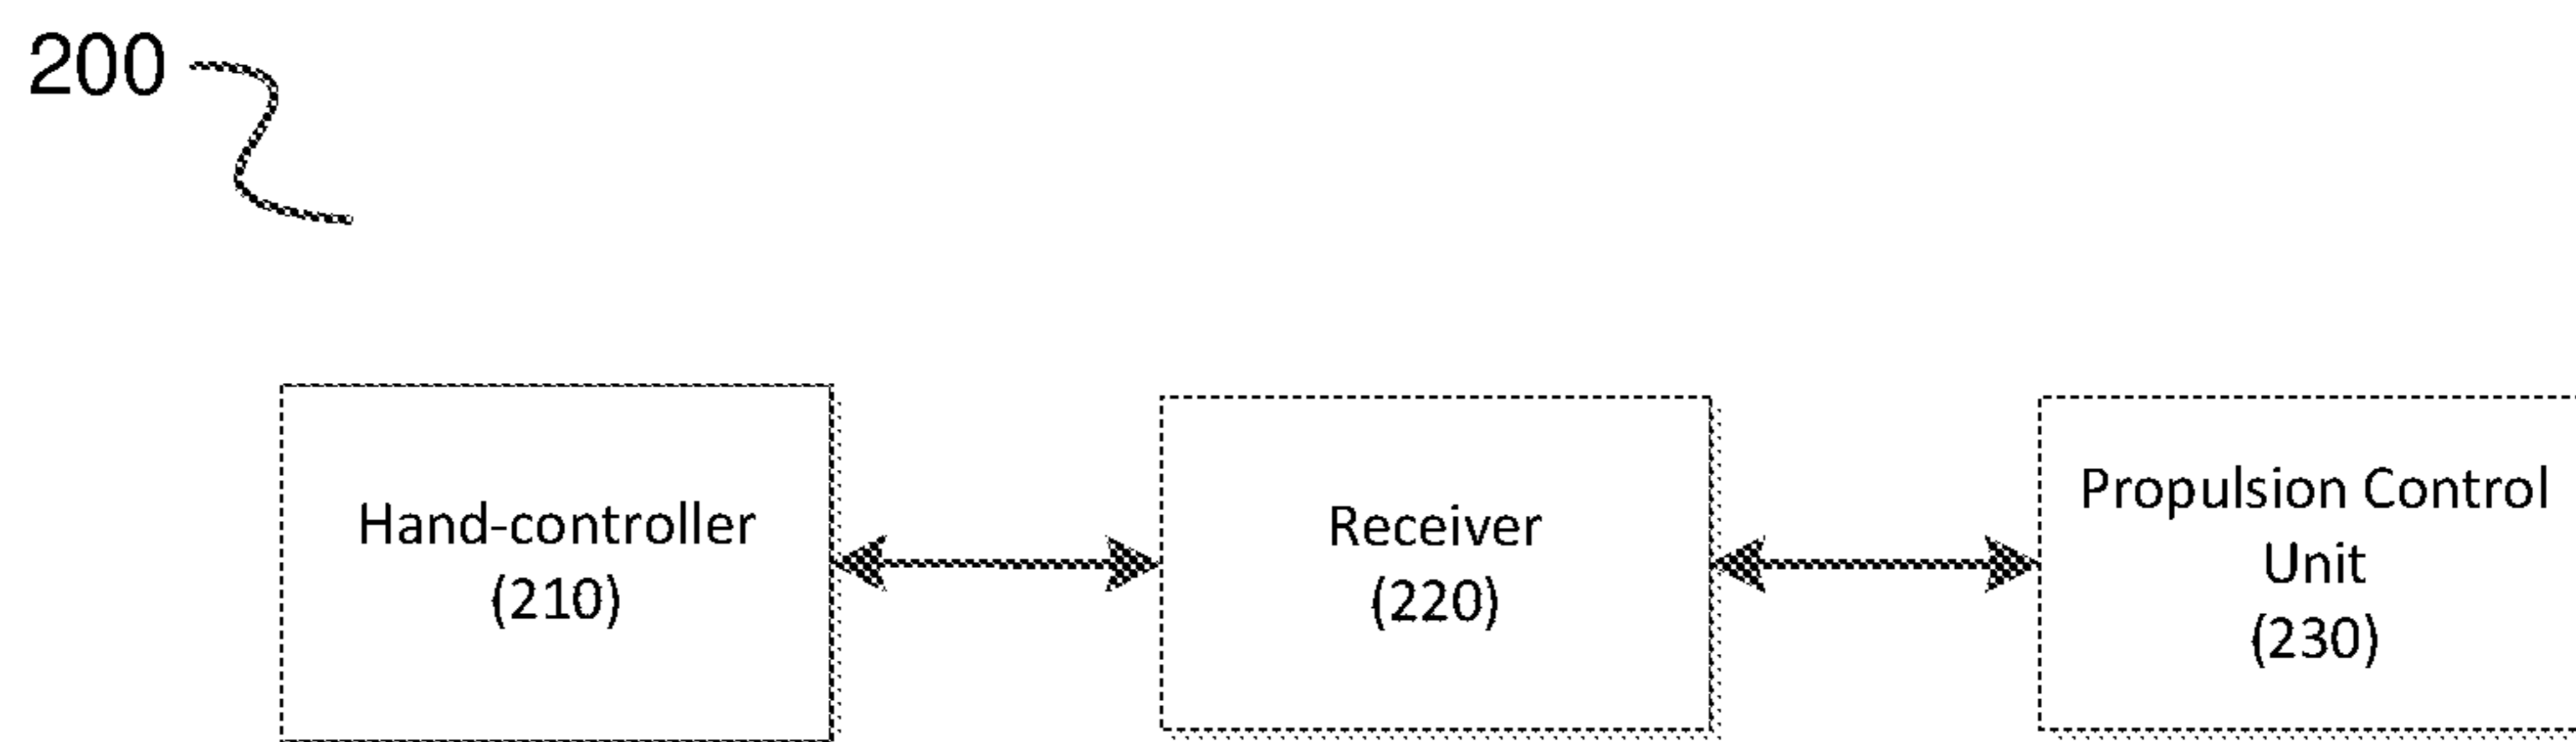 200
Hand-controller
(210)
Receiver
(220)
Propulsion Control
Unit
(230)